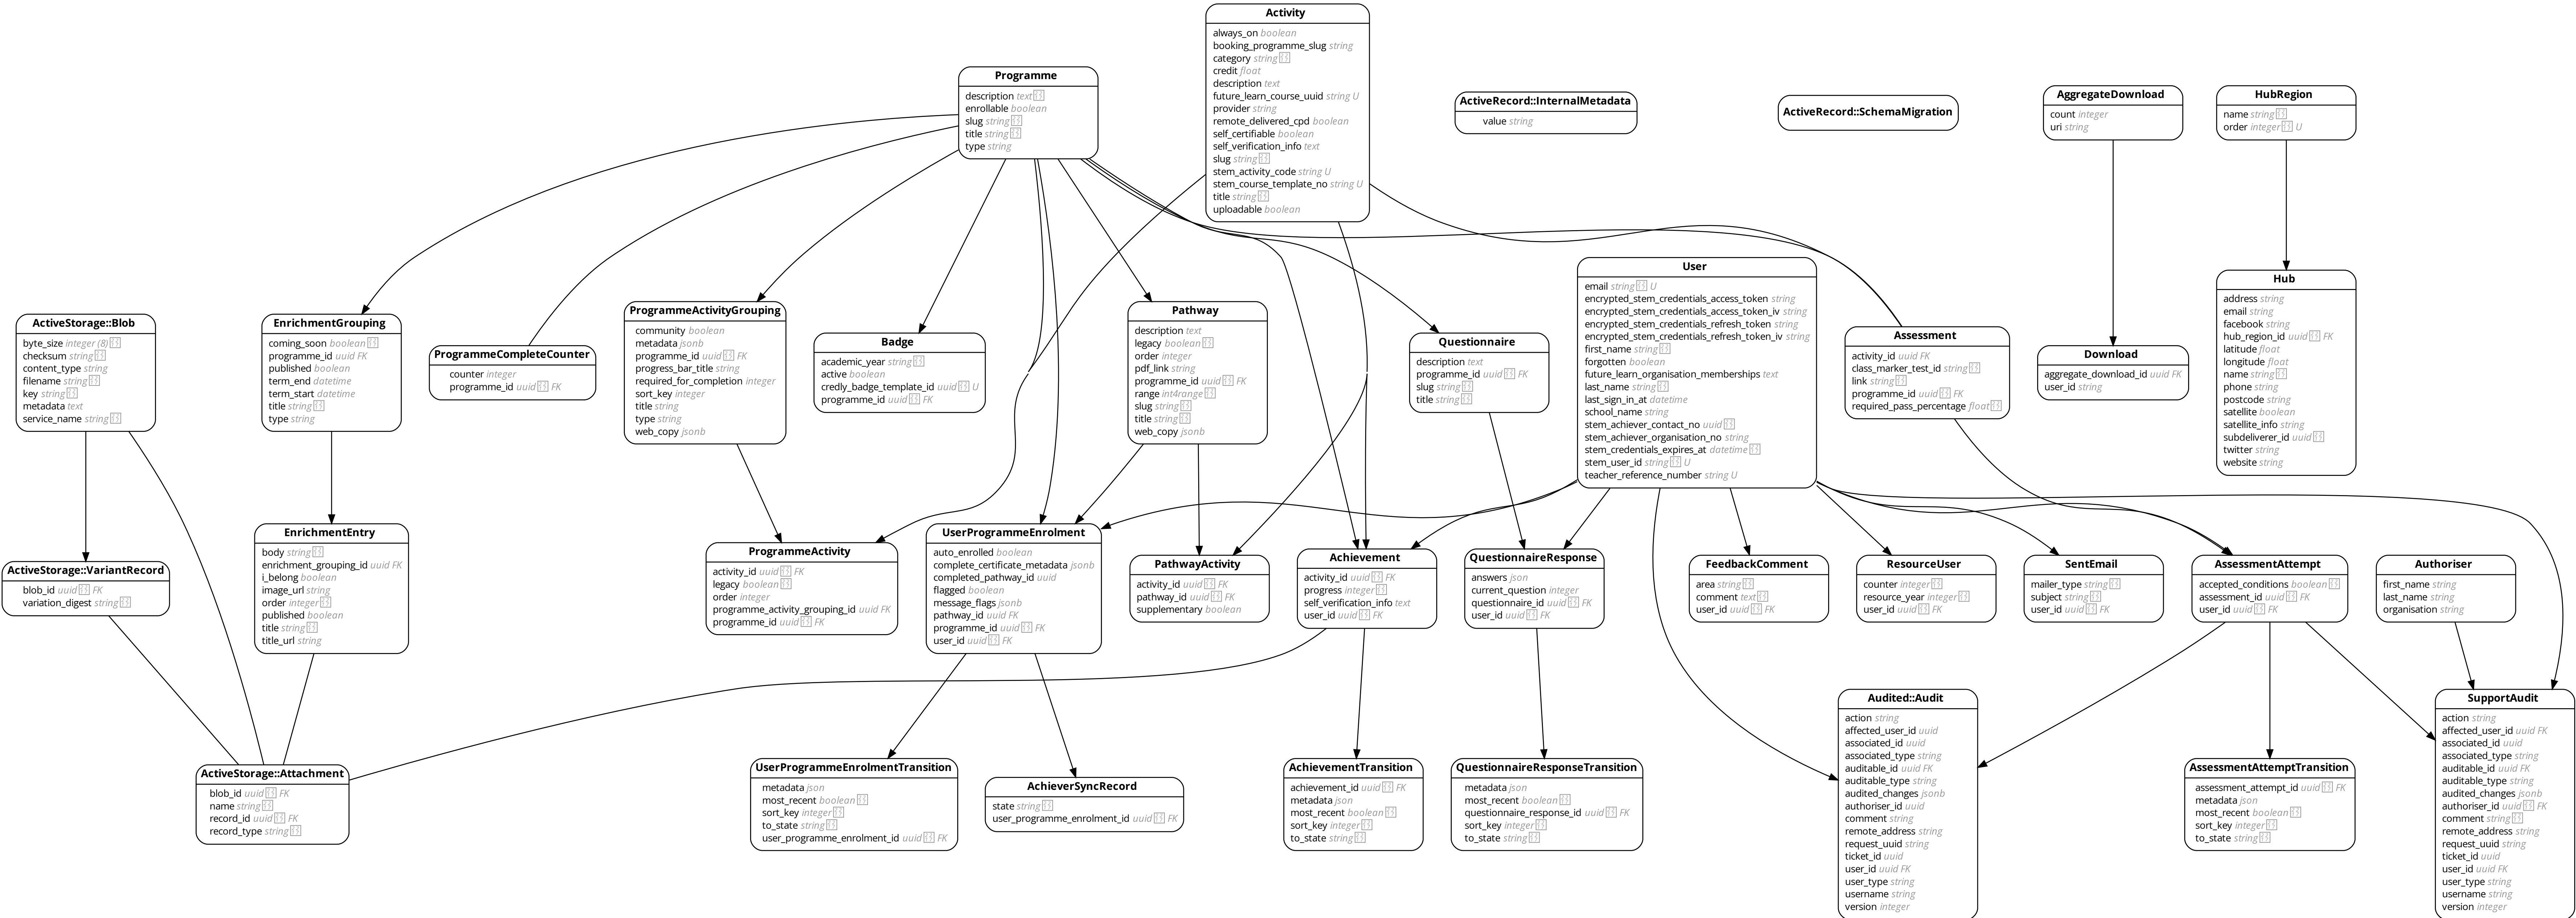 Activity
always_on boolean
booking_programme_slug string
category string
credit float
description text
future_learn_course_uuid string U
provider string
remote_delivered_cpd boolean
self_certifiable boolean
self_verification_info text
slug string
stem_activity_code string U
stem_course_template_no string U
title string
uploadable boolean
Programme
description text
enrollable boolean
slug string
title string
type string
ActiveRecord::InternalMetadata
value string
ActiveRecord::SchemaMigration
AggregateDownload
count integer
uri string
HubRegion
name string
order integer U
ActiveStorage::Blob
byte_size integer (8)
checksum string
content_type string
filename string
key string
metadata text
service_name string
EnrichmentGrouping
coming_soon boolean
programme_id uuid FK
published boolean
term_end datetime
term_start datetime
title string
type string
ProgrammeCompleteCounter
counter integer
programme_id uuid FK
ProgrammeActivityGrouping
community boolean
metadata jsonb
programme_id uuid FK
progress_bar_title string
required_for_completion integer
sort_key integer
title string
type string
web_copy jsonb
Badge
academic_year string
active boolean
credly_badge_template_id uuid U
programme_id uuid FK
Pathway
description text
legacy boolean
order integer
pdf_link string
programme_id uuid FK
range int4range
slug string
title string
web_copy jsonb
Questionnaire
description text
programme_id uuid FK
slug string
title string
User
email string U
encrypted_stem_credentials_access_token string
encrypted_stem_credentials_access_token_iv string
encrypted_stem_credentials_refresh_token string
encrypted_stem_credentials_refresh_token_iv string
first_name string
forgotten boolean
future_learn_organisation_memberships text
last_name string
last_sign_in_at datetime
school_name string
stem_achiever_contact_no uuid
stem_achiever_organisation_no string
stem_credentials_expires_at datetime
stem_user_id string U
teacher_reference_number string U
Assessment
activity_id uuid FK
class_marker_test_id string
link string
programme_id uuid FK
required_pass_percentage float
Download
aggregate_download_id uuid FK
user_id string
Hub
address string
email string
facebook string
hub_region_id uuid FK
latitude float
longitude float
name string
phone string
postcode string
satellite boolean
satellite_info string
subdeliverer_id uuid
twitter string
website string
ActiveStorage::VariantRecord
blob_id uuid FK
variation_digest string
EnrichmentEntry
body string
enrichment_grouping_id uuid FK
i_belong boolean
image_url string
order integer
published boolean
title string
title_url string
ProgrammeActivity
activity_id uuid FK
legacy boolean
order integer
programme_activity_grouping_id uuid FK
programme_id uuid FK
UserProgrammeEnrolment
auto_enrolled boolean
complete_certificate_metadata jsonb
completed_pathway_id uuid
flagged boolean
message_flags jsonb
pathway_id uuid FK
programme_id uuid FK
user_id uuid FK
PathwayActivity
activity_id uuid FK
pathway_id uuid FK
supplementary boolean
Achievement
activity_id uuid FK
progress integer
self_verification_info text
user_id uuid FK
QuestionnaireResponse
answers json
current_question integer
questionnaire_id uuid FK
user_id uuid FK
FeedbackComment
area string
comment text
user_id uuid FK
ResourceUser
counter integer
resource_year integer
user_id uuid FK
SentEmail
mailer_type string
subject string
user_id uuid FK
AssessmentAttempt
accepted_conditions boolean
assessment_id uuid FK
user_id uuid FK
Authoriser
first_name string
last_name string
organisation string
ActiveStorage::Attachment
blob_id uuid FK
name string
record_id uuid FK
record_type string
UserProgrammeEnrolmentTransition
metadata json
most_recent boolean
sort_key integer
to_state string
user_programme_enrolment_id uuid FK
AchieverSyncRecord
state string
user_programme_enrolment_id uuid FK
AchievementTransition
achievement_id uuid FK
metadata json
most_recent boolean
sort_key integer
to_state string
QuestionnaireResponseTransition
metadata json
most_recent boolean
questionnaire_response_id uuid FK
sort_key integer
to_state string
Audited::Audit
action string
affected_user_id uuid
associated_id uuid
associated_type string
auditable_id uuid FK
auditable_type string
audited_changes jsonb
authoriser_id uuid
comment string
remote_address string
request_uuid string
ticket_id uuid
user_id uuid FK
user_type string
username string
version integer
AssessmentAttemptTransition
assessment_attempt_id uuid FK
metadata json
most_recent boolean
sort_key integer
to_state string
SupportAudit
action string
affected_user_id uuid FK
associated_id uuid
associated_type string
auditable_id uuid FK
auditable_type string
audited_changes jsonb
authoriser_id uuid FK
comment string
remote_address string
request_uuid string
ticket_id uuid
user_id uuid FK
user_type string
username string
version integer